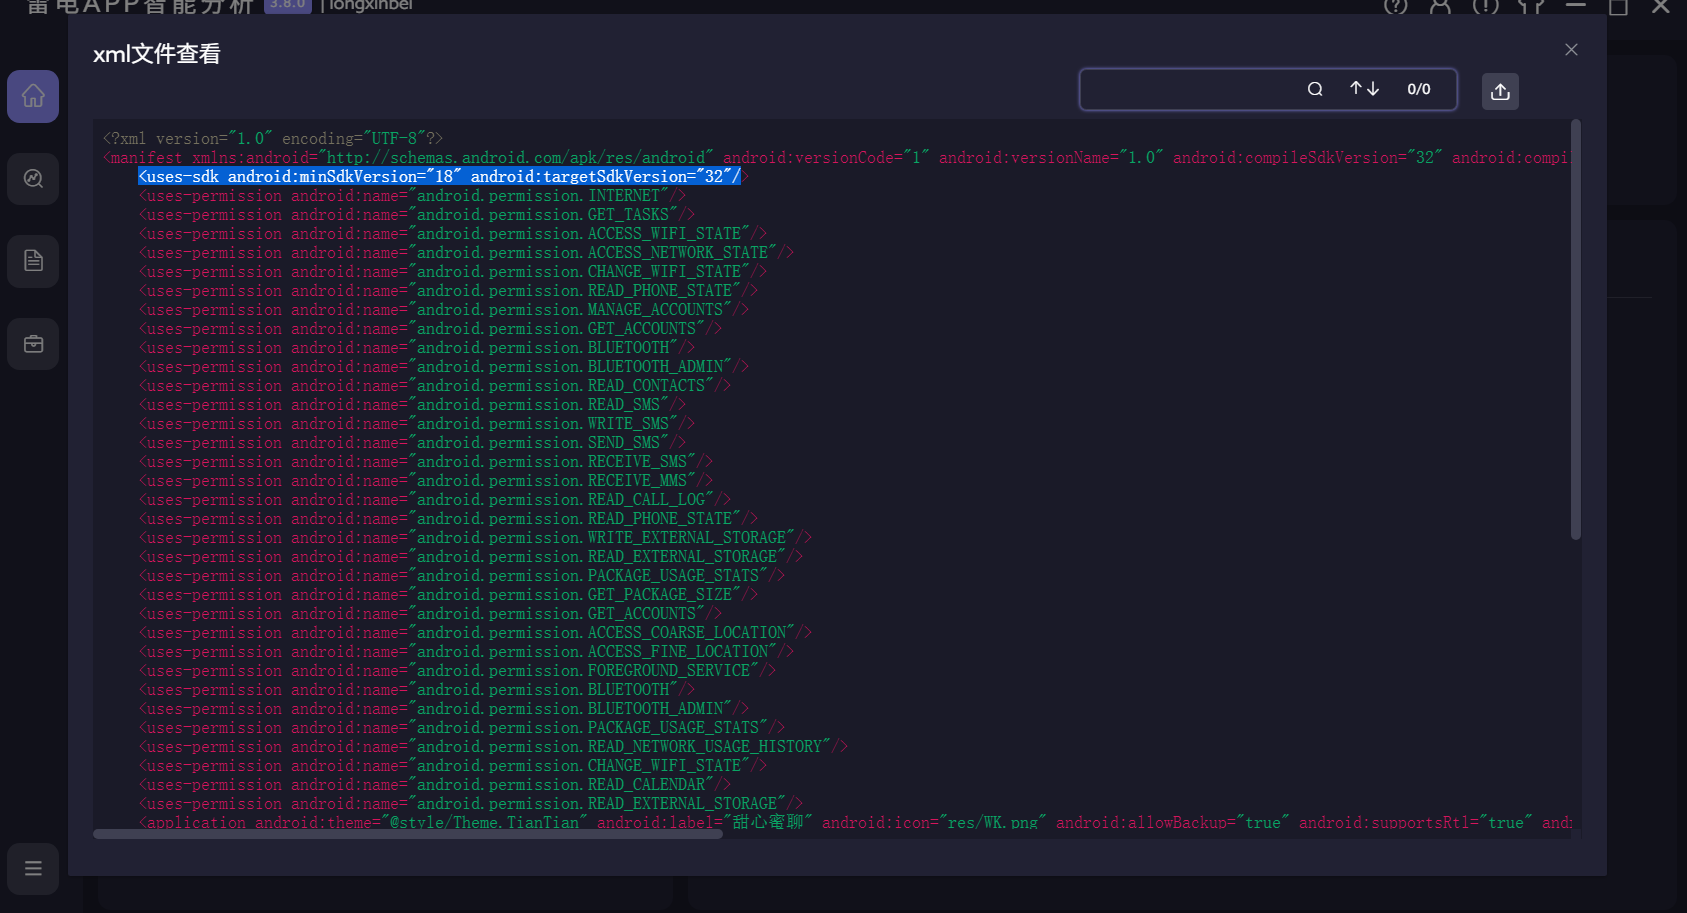 雷电APP智能分析 3.8.0 | longxinbei
xml文件查看
0/0
<?xml version="1.0" encoding="UTF-8"?>
<manifest xmlns:android="http://schemas.android.com/apk/res/android" android:versionCode="1" android:versionName="1.0" android:compileSdkVersion="32" android:compil
<uses-sdk android:minSdkVersion="18" android:targetSdkVersion="32"/>
<uses-permission android:name="android.permission.INTERNET"/>
<uses-permission android:name="android.permission.GET_TASKS"/>
<uses-permission android:name="android.permission.ACCESS_WIFI_STATE"/>
<uses-permission android:name="android.permission.ACCESS_NETWORK_STATE"/>
<uses-permission android:name="android.permission.CHANGE_WIFI_STATE"/>
<uses-permission android:name="android.permission.READ_PHONE_STATE"/>
<uses-permission android:name="android.permission.MANAGE_ACCOUNTS"/>
<uses-permission android:name="android.permission.GET_ACCOUNTS"/>
<uses-permission android:name="android.permission.BLUETOOTH"/>
<uses-permission android:name="android.permission.BLUETOOTH_ADMIN"/>
<uses-permission android:name="android.permission.READ_CONTACTS"/>
<uses-permission android:name="android.permission.READ_SMS"/>
<uses-permission android:name="android.permission.WRITE_SMS"/>
<uses-permission android:name="android.permission.SEND_SMS"/>
<uses-permission android:name="android.permission.RECEIVE_SMS"/>
<uses-permission android:name="android.permission.RECEIVE_MMS"/>
<uses-permission android:name="android.permission.READ_CALL_LOG"/>
<uses-permission android:name="android.permission.READ_PHONE_STATE"/>
<uses-permission android:name="android.permission.WRITE_EXTERNAL_STORAGE"/>
<uses-permission android:name="android.permission.READ_EXTERNAL_STORAGE"/>
<uses-permission android:name="android.permission.PACKAGE_USAGE_STATS"/>
<uses-permission android:name="android.permission.GET_PACKAGE_SIZE"/>
<uses-permission android:name="android.permission.GET_ACCOUNTS"/>
<uses-permission android:name="android.permission.ACCESS_COARSE_LOCATION"/>
<uses-permission android:name="android.permission.ACCESS_FINE_LOCATION"/>
<uses-permission android:name="android.permission.FOREGROUND_SERVICE"/>
<uses-permission android:name="android.permission.BLUETOOTH"/>
<uses-permission android:name="android.permission.BLUETOOTH_ADMIN"/>
<uses-permission android:name="android.permission.PACKAGE_USAGE_STATS"/>
<uses-permission android:name="android.permission.READ_NETWORK_USAGE_HISTORY"/>
<uses-permission android:name="android.permission.CHANGE_WIFI_STATE"/>
<uses-permission android:name="android.permission.READ_CALENDAR"/>
<uses-permission android:name="android.permission.READ_EXTERNAL_STORAGE"/>
<application android:theme="@style/Theme.TianTian" android:label="甜心蜜聊" android:icon="res/WK.png" android:allowBackup="true" android:supportsRtl="true" and